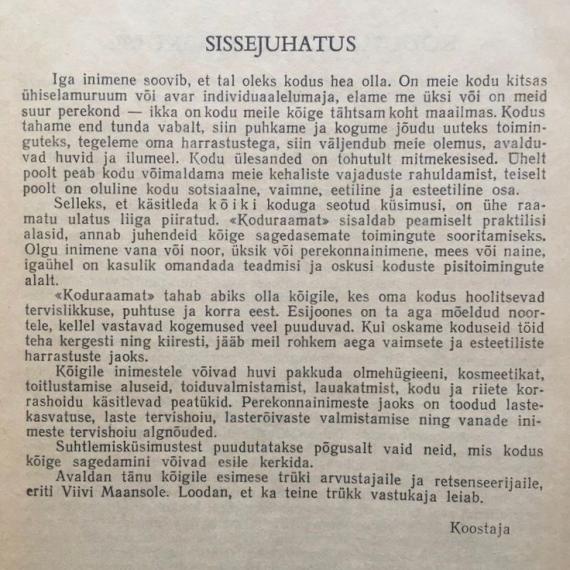 SISSEJUHATUS
Iga inimene soovib, et tal oleks kodus hea olla. On meie kodu kitsas
ühiselamuruum või avar individuaalelumaja, elame me üksi või on meid
suur perekond — ikka on kodu meile kõige tähtsam koht maailmas. Kodus
tahame end tunda vabalt, siin puhkame ja kogume jõudu uuteks toimin-
guteks, tegeleme oma harrastustega, siin väljendub meie olemus, avaldu-
vad huvid ja ilumeel. Kodu ülesanded on tohutult mitmekesised. Ühelt
poolt peab kodu võimaldama meie kehaliste vajaduste rahuldamist, teiselt
poolt on oluline kodu sotsiaalne, vaimne, eetiline ja esteetiline osa.
Selleks, et käsitleda kõiki koduga seotud küsimusi, on ühe raa-
matu ulatus liiga piiratud. «Koduraamat» sisaldab peamiselt praktilisi
alasid, annab juhendeid kõige sagedasemate toimingute sooritamiseks.
Olgu inimene vana või noor, üksik või perekonnainimene, mees või naine,
igaühel on kasulik omandada teadmisi ja oskusi koduste pisitoimingute
alalt.
«Koduraamat» tahab abiks olla kõigile, kes oma kodus hoolitsevad
tervislikkuse, puhtuse ja korra eest. Esijoones on ta aga mõeldud noor-
tele, kellel vastavad kogemused veel puuduvad. Kui oskame koduseid töid
teha kergesti ning kiiresti, jääb meil rohkem aega vaimsete ja esteetiliste
harrastuste jaoks.
Kõigile inimestele võivad huvi pakkuda olmehügieeni, kosmeetikat,
toitlustamise aluseid, toiduvalmistamist, lauakatmist, kodu ja riiete kor-
rashoidu käsitlevad peatükid. Perekonnainimeste jaoks on toodud laste-
kasvatuse, laste tervishoiu, lasterõivaste valmistamise ning vanade ini-
meste tervishoiu algnõuded.
Suhtlemisküsimustest puudutatakse põgusalt vaid neid, mis kodus
kõige sagedamini võivad esile kerkida.
Avaldan tänu kõigile esimese trüki arvustajaile ja retsenseerijaile,
eriti Viivi Maansole. Loodan, et ka teine trükk vastukaja leiab.
Koostaja